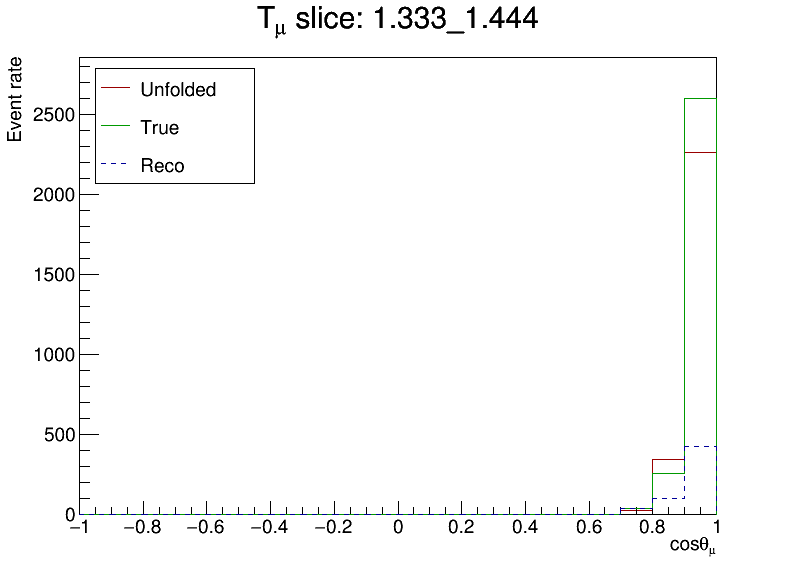 Tμ slice: 1.333_1.444
Event rate
Unfolded
True
Reco
2500
2000
1500
1000
500
0
−1 −0.8 −0.6 −0.4 −0.2 0 0.2 0.4 0.6 0.8 1
cosθμ